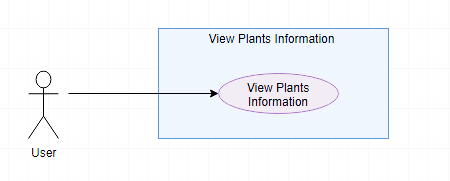 View Plants Information
View Plants
Information
User